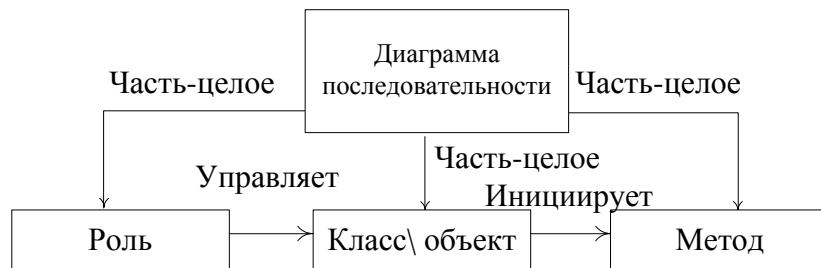 Диаграмма
последовательности
Часть-целое
Часть-целое
Часть-целое
Управляет
Инициирует
Роль
Класс\ объект
Метод